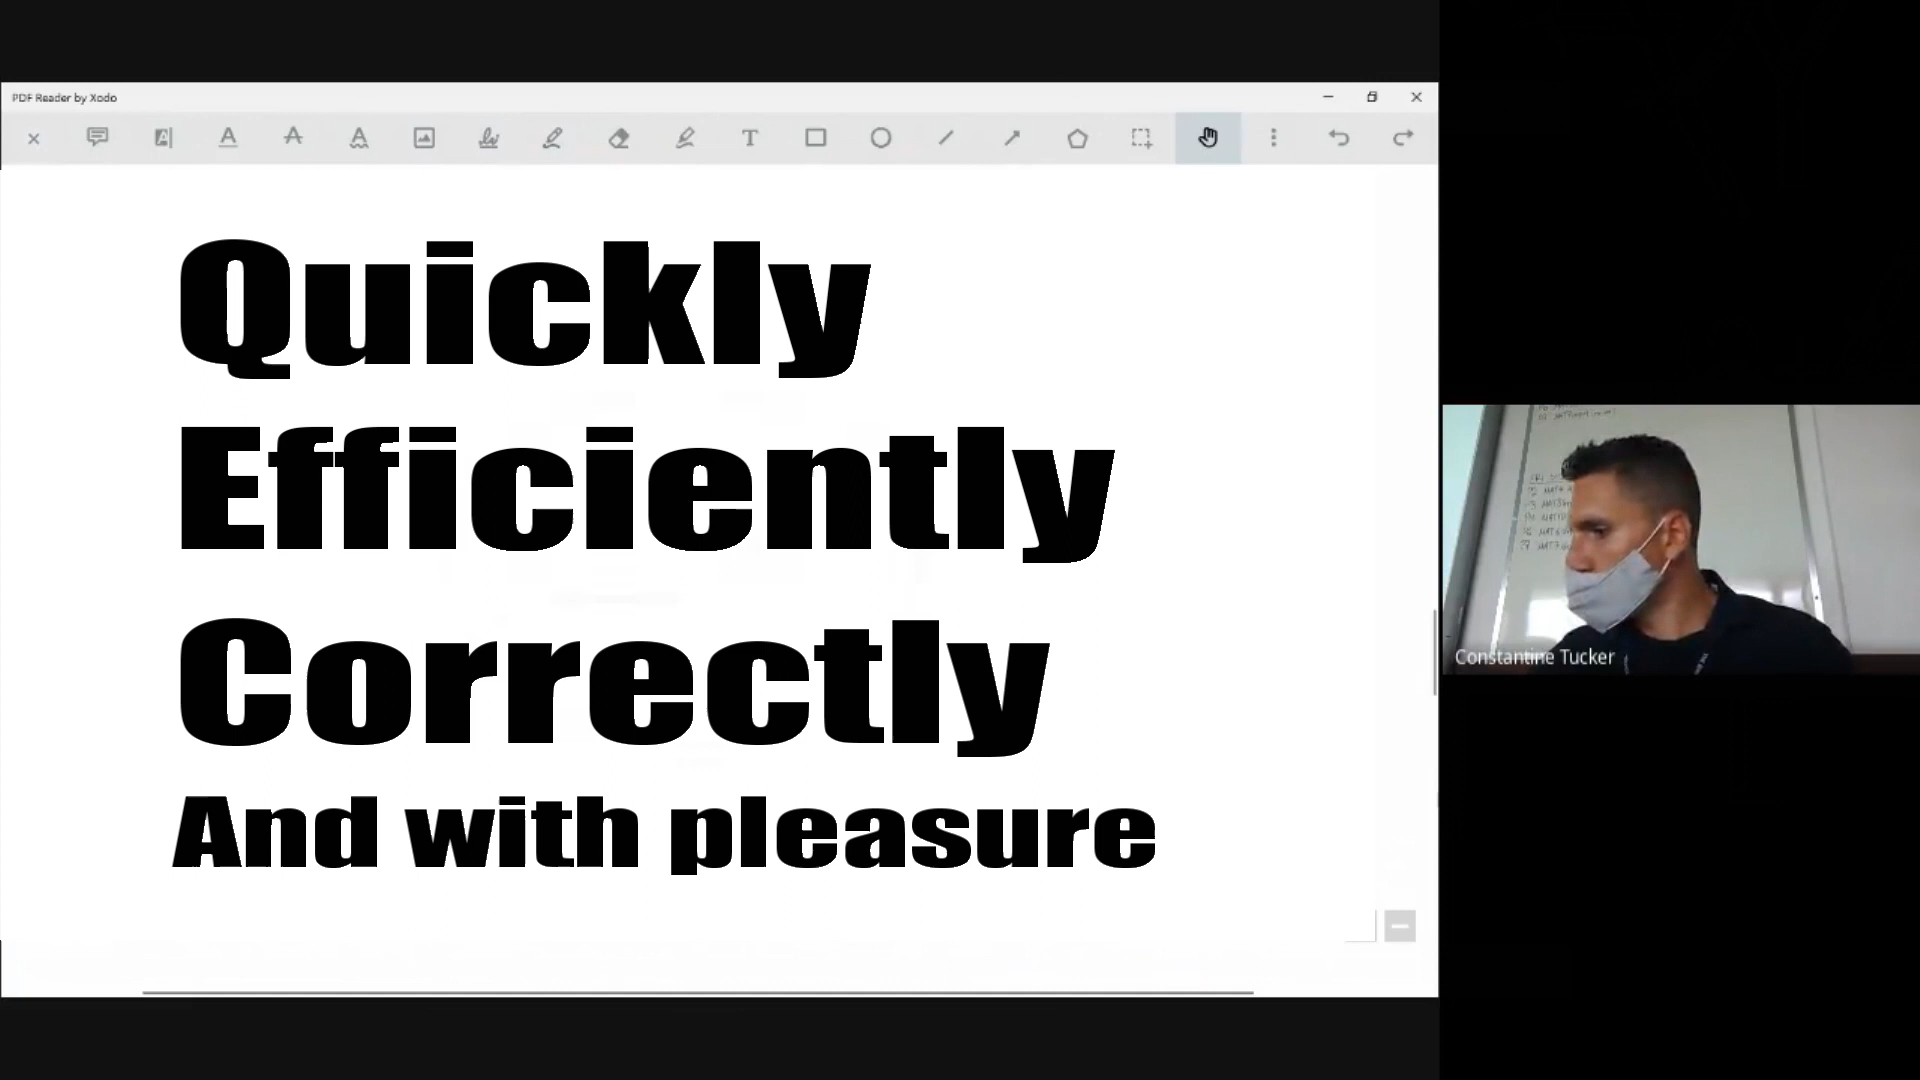 PDF Reader by Xodo
Quickly
Efficiently
Correctly
And with pleasure
Constantine Tucker